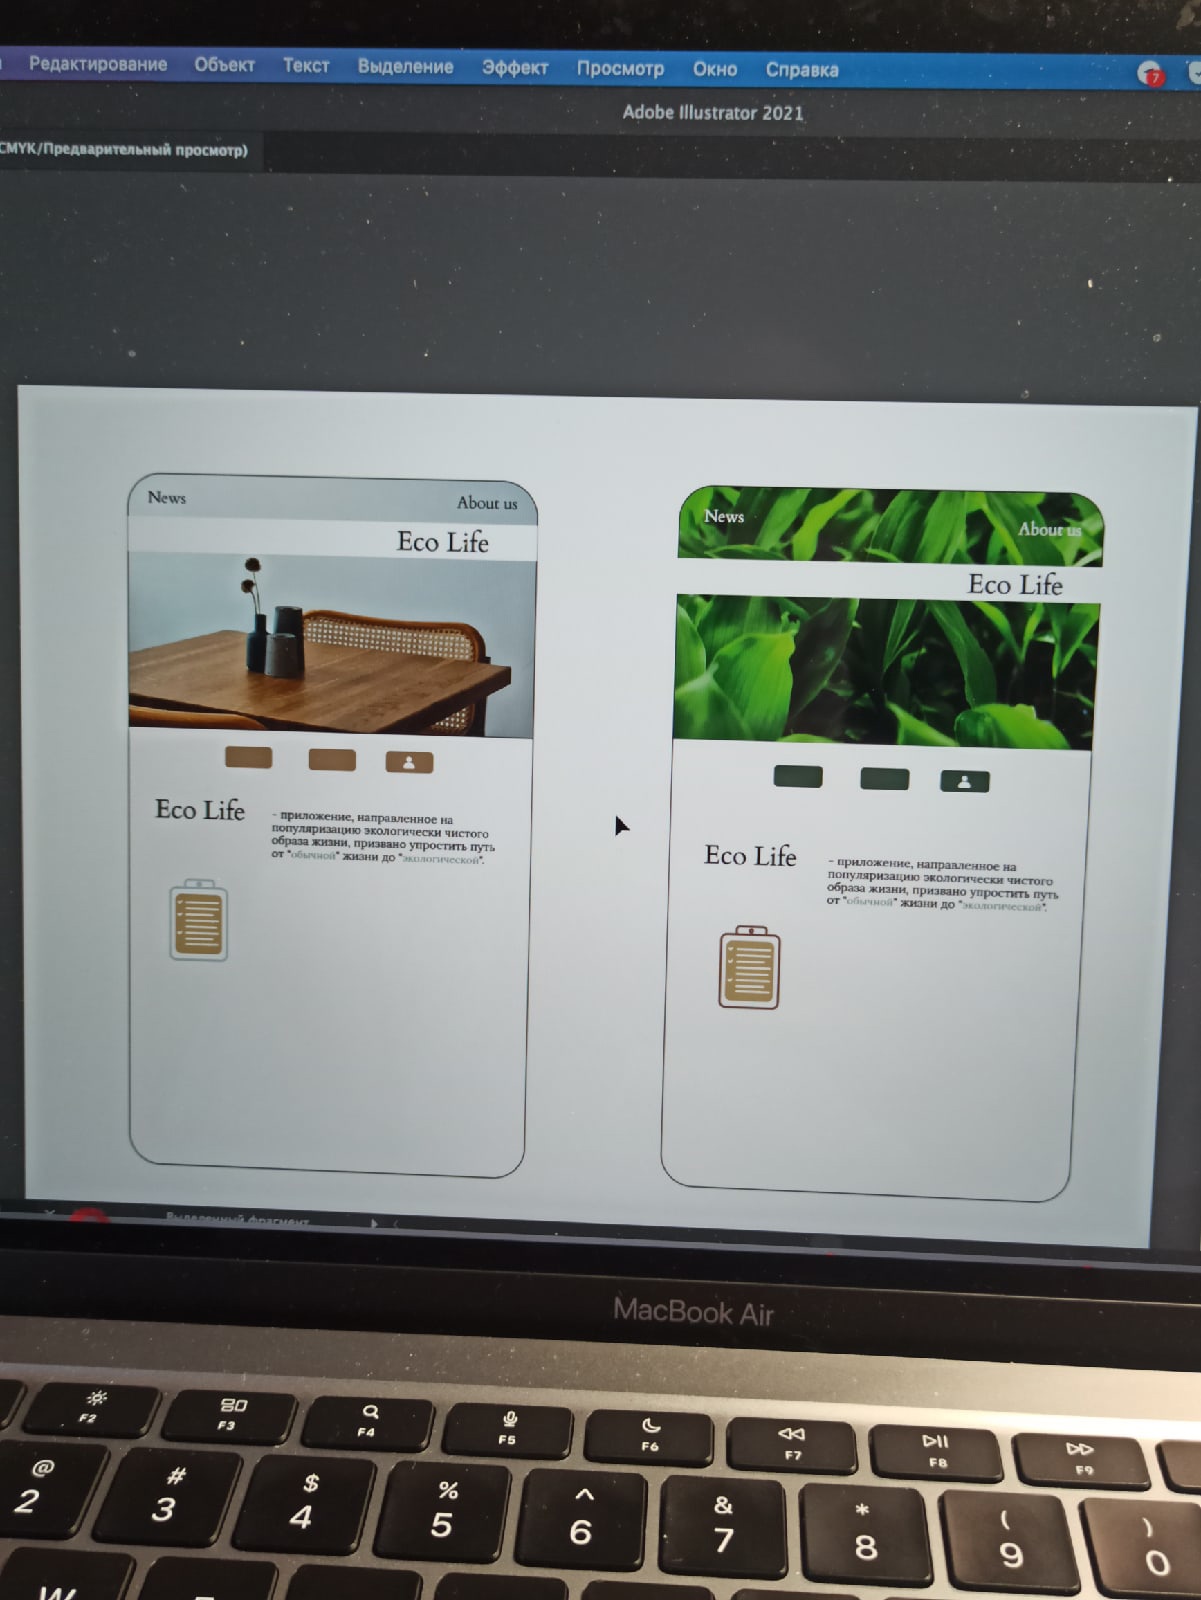 Редактирование Объект Текст Выделение Эффект Просмотр Окно Справка
7
Adobe Illustrator 2021
CMYK/Предварительный просмотр)
News About us
Eco Life
Eco Life
- приложение, направленное на
популяризацию экологически чистого
образа жизни, призвано упростить путь
от "обычной" жизни до "экологической".
News About us
Eco Life
Eco Life
- приложение, направленное на
популяризацию экологически чистого
образа жизни, призвано упростить путь
от "обычной" жизни до "экологической".
Выделенный фрагмент
MacBook Air
F2 F3 F4 F5 F6 F7 F8 F9
@ # $ % ^ & * ( )
2 3 4 5 6 7 8 9 0
W